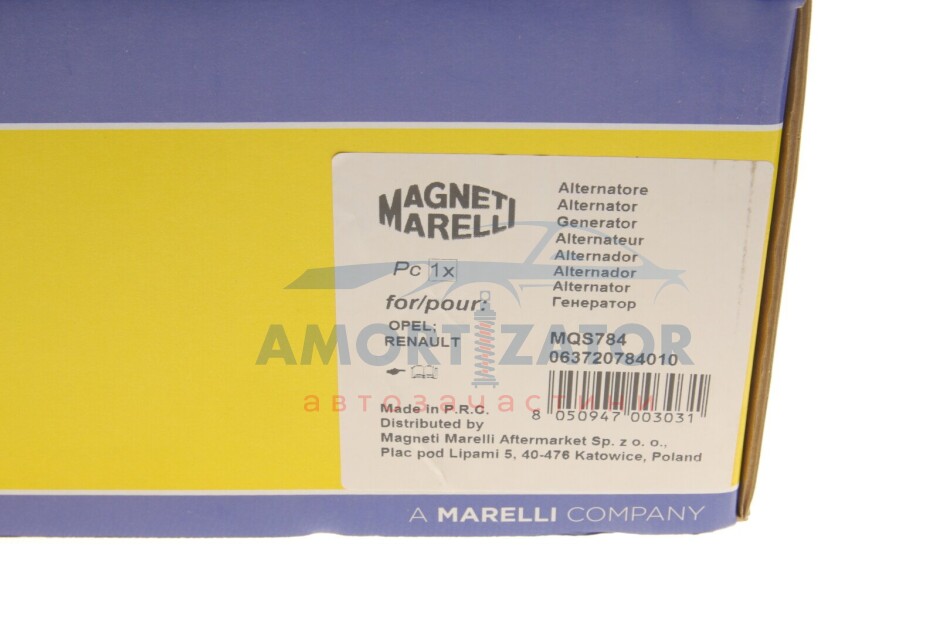 MAGNETI
MARELLI
Pc 1x
for/pour:
OPEL;
RENAULT
Alternatore
Alternator
Generator
Alternateur
Alternador
Alternador
Alternator
Генератор
MQS784
063720784010
8 050947 003031
Made in P.R.C.
Distributed by
Magneti Marelli Aftermarket Sp. z o. o.,
Plac pod Lipami 5, 40-476 Katowice, Poland
A MARELLI COMPANY
AMORTIZATOR
автозапчастини